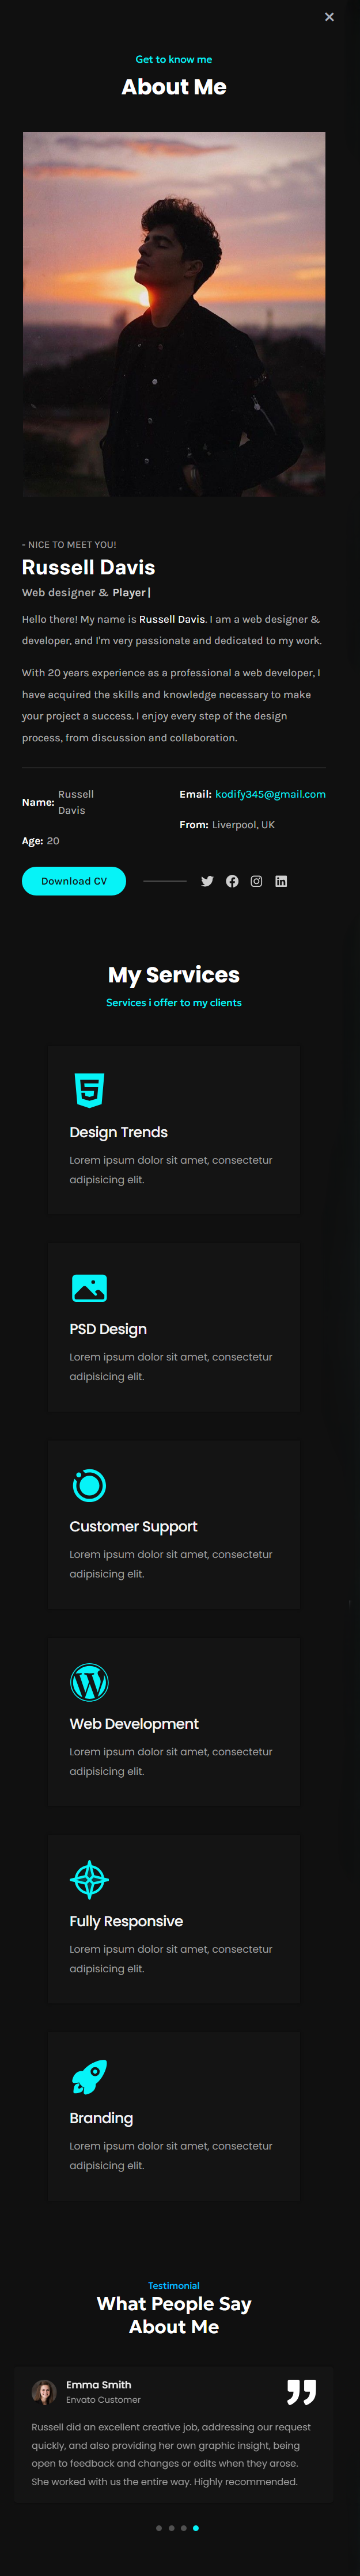 Get to know me
About Me
- NICE TO MEET YOU!
Russell Davis
Web designer & Player|
Hello there! My name is Russell Davis. I am a web designer &
developer, and I'm very passionate and dedicated to my work.
With 20 years experience as a professional a web developer, I
have acquired the skills and knowledge necessary to make
your project a success. I enjoy every step of the design
process, from discussion and collaboration.
Name: Russell
Davis
Age: 20
Email: kodify345@gmail.com
From: Liverpool, UK
Download CV
My Services
Services i offer to my clients
Design Trends
Lorem ipsum dolor sit amet, consectetur
adipisicing elit.
PSD Design
Lorem ipsum dolor sit amet, consectetur
adipisicing elit.
Customer Support
Lorem ipsum dolor sit amet, consectetur
adipisicing elit.
Web Development
Lorem ipsum dolor sit amet, consectetur
adipisicing elit.
Fully Responsive
Lorem ipsum dolor sit amet, consectetur
adipisicing elit.
Branding
Lorem ipsum dolor sit amet, consectetur
adipisicing elit.
Testimonial
What People Say
About Me
Emma Smith
Envato Customer
Russell did an excellent creative job, addressing our request
quickly, and also providing her own graphic insight, being
open to feedback and changes or edits when they arose.
She worked with us the entire way. Highly recommended.